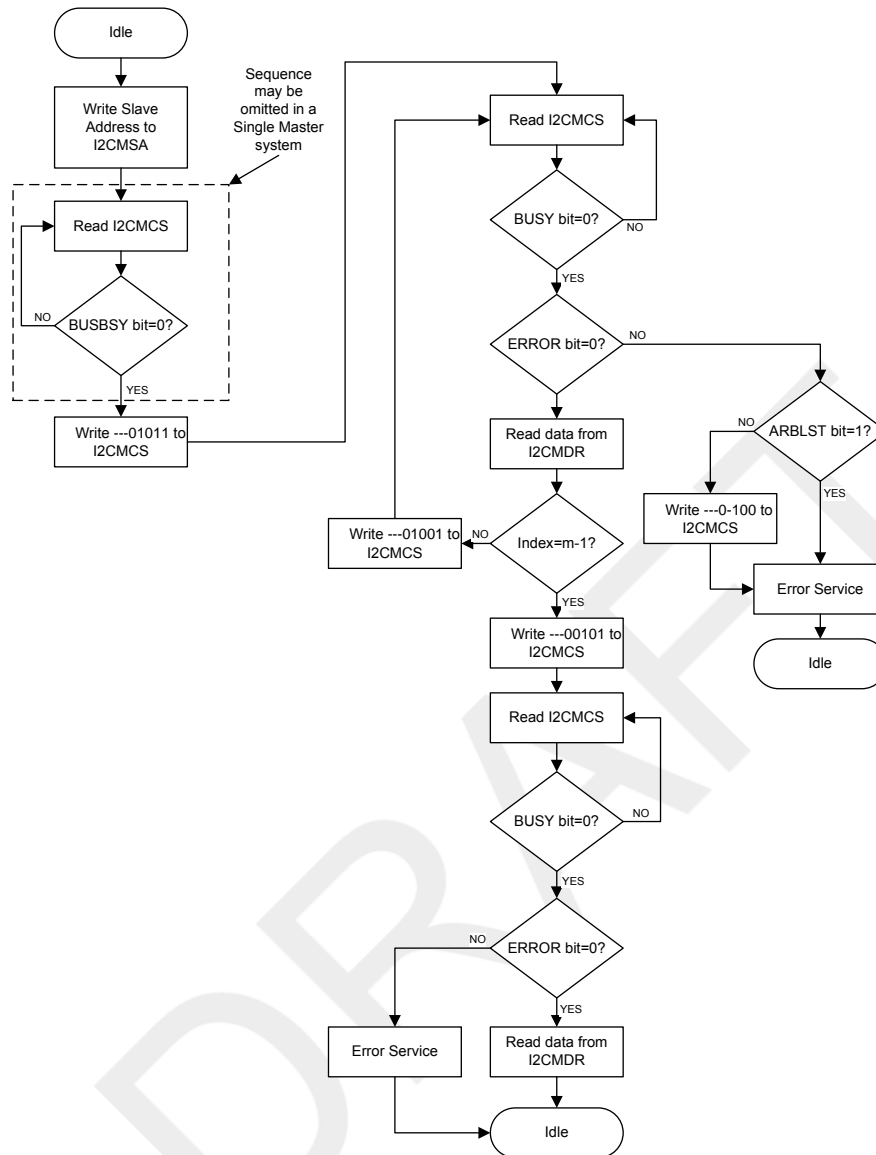 Idle
Write Slave
Address to
I2CMSA
Sequence
may be
omitted in a
Single Master
system
Read I2CMCS
BUSBSY bit=0?
NO
YES
Write ---01011 to
I2CMCS
Read I2CMCS
BUSY bit=0?
NO
YES
ERROR bit=0?
NO
YES
ARBLST bit=1?
NO
YES
Write ---0-100 to
I2CMCS
Error Service
Idle
Read data from
I2CMDR
Index=m-1?
NO
Write ---01001 to
I2CMCS
YES
Write ---00101 to
I2CMCS
Read I2CMCS
BUSY bit=0?
NO
YES
ERROR bit=0?
NO
YES
Error Service
Read data from
I2CMDR
Idle
DRAFT